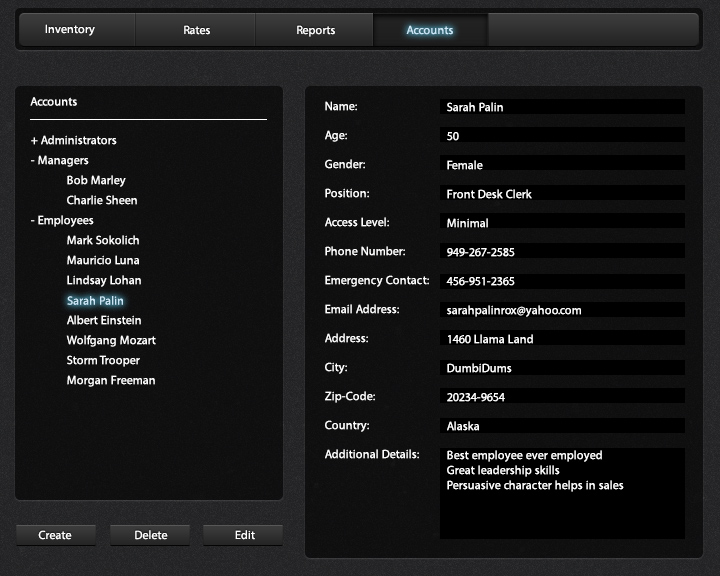 Inventory Rates Reports Accounts
Accounts
+ Administrators
- Managers
Bob Marley
Charlie Sheen
- Employees
Mark Sokolich
Mauricio Luna
Lindsay Lohan
Sarah Palin
Albert Einstein
Wolfgang Mozart
Storm Trooper
Morgan Freeman
Create Delete Edit
Name: Sarah Palin
Age: 50
Gender: Female
Position: Front Desk Clerk
Access Level: Minimal
Phone Number: 949-267-2585
Emergency Contact: 456-951-2365
Email Address: sarahpalinrox@yahoo.com
Address: 1460 Llama Land
City: DumbiDums
Zip-Code: 20234-9654
Country: Alaska
Additional Details: Best employee ever employed
Great leadership skills
Persuasive character helps in sales